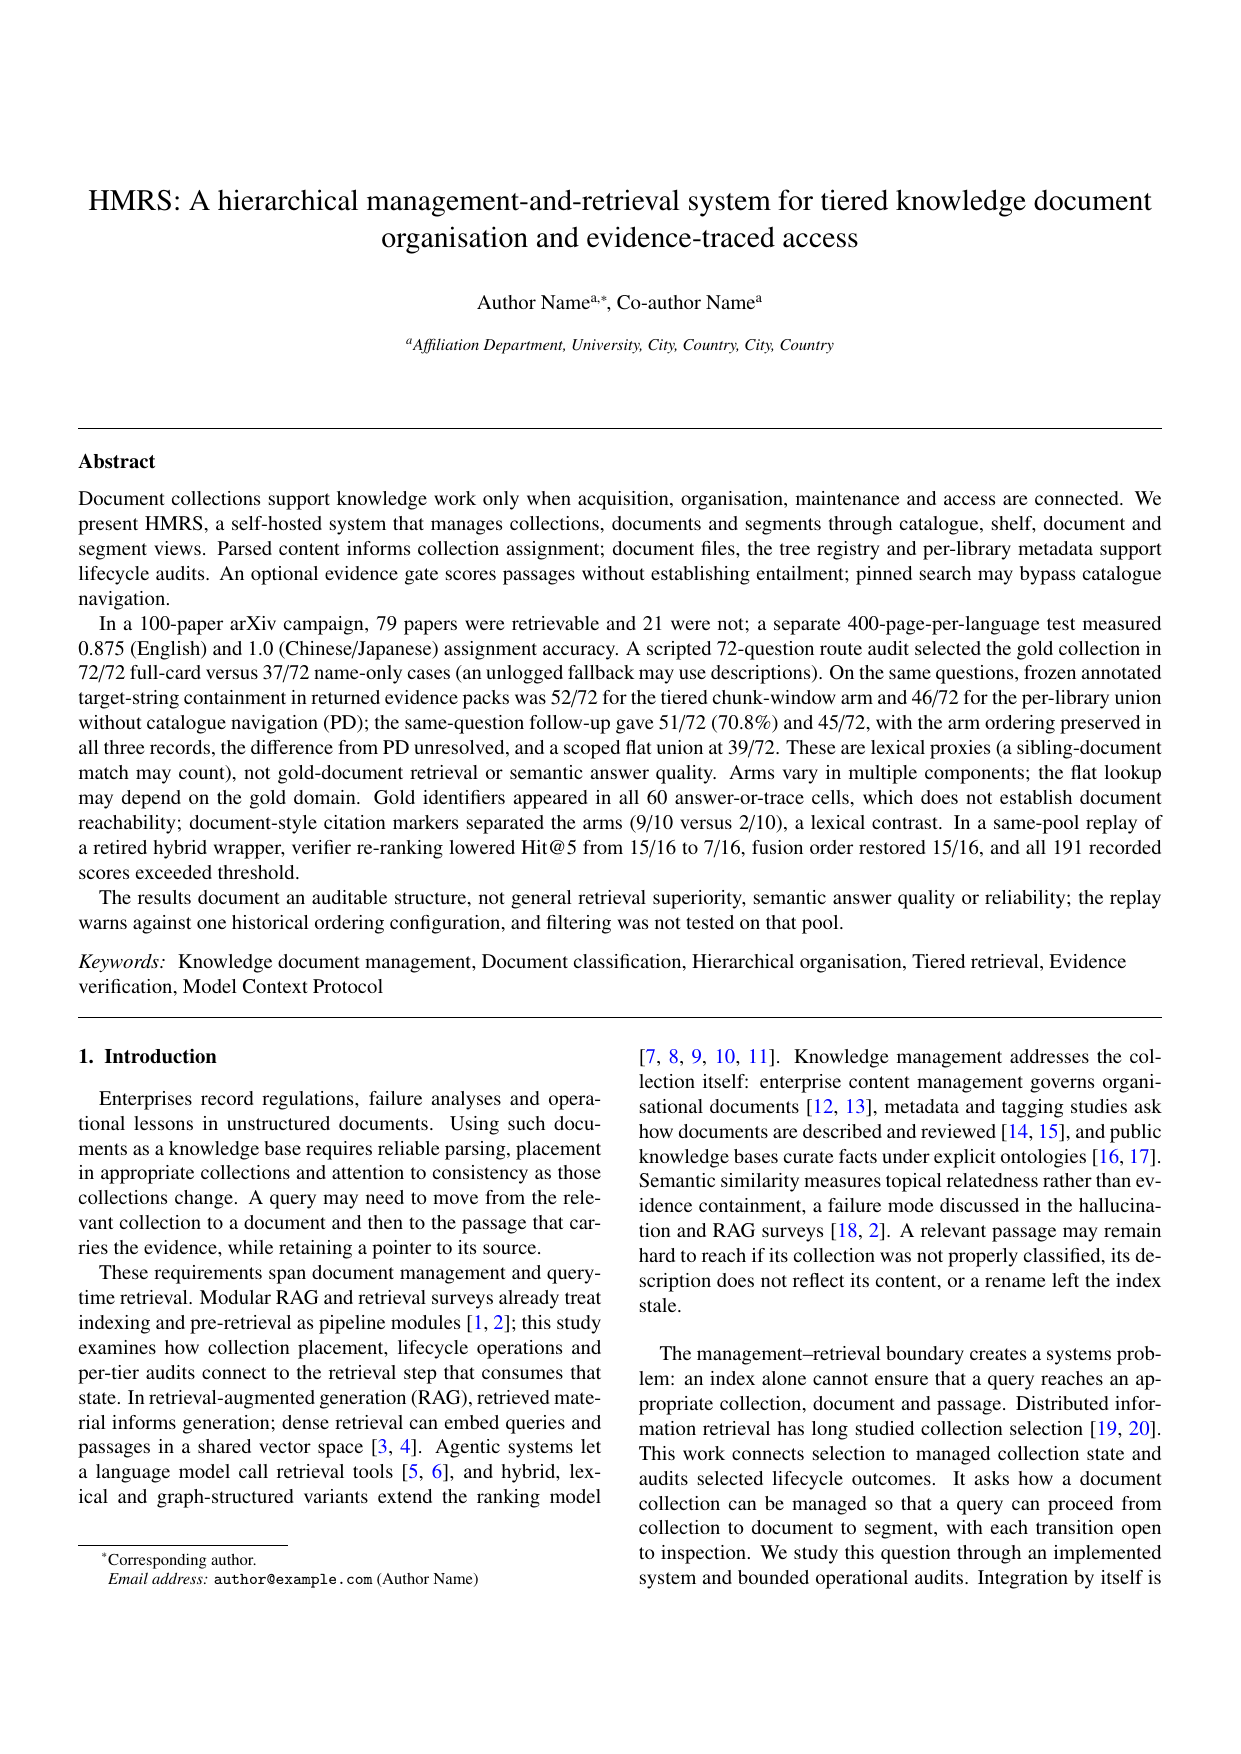 HMRS: A hierarchical management-and-retrieval system for tiered knowledge document
organisation and evidence-traced access
Author Nameᵃ,*, Co-author Nameᵃ
ᵃAffiliation Department, University, City, Country, City, Country
Abstract
Document collections support knowledge work only when acquisition, organisation, maintenance and access are connected. We
present HMRS, a self-hosted system that manages collections, documents and segments through catalogue, shelf, document and
segment views. Parsed content informs collection assignment; document files, the tree registry and per-library metadata support
lifecycle audits. An optional evidence gate scores passages without establishing entailment; pinned search may bypass catalogue
navigation.
In a 100-paper arXiv campaign, 79 papers were retrievable and 21 were not; a separate 400-page-per-language test measured
0.875 (English) and 1.0 (Chinese/Japanese) assignment accuracy. A scripted 72-question route audit selected the gold collection in
72/72 full-card versus 37/72 name-only cases (an unlogged fallback may use descriptions). On the same questions, frozen annotated
target-string containment in returned evidence packs was 52/72 for the tiered chunk-window arm and 46/72 for the per-library union
without catalogue navigation (PD); the same-question follow-up gave 51/72 (70.8%) and 45/72, with the arm ordering preserved in
all three records, the difference from PD unresolved, and a scoped flat union at 39/72. These are lexical proxies (a sibling-document
match may count), not gold-document retrieval or semantic answer quality. Arms vary in multiple components; the flat lookup
may depend on the gold domain. Gold identifiers appeared in all 60 answer-or-trace cells, which does not establish document
reachability; document-style citation markers separated the arms (9/10 versus 2/10), a lexical contrast. In a same-pool replay of
a retired hybrid wrapper, verifier re-ranking lowered Hit@5 from 15/16 to 7/16, fusion order restored 15/16, and all 191 recorded
scores exceeded threshold.
The results document an auditable structure, not general retrieval superiority, semantic answer quality or reliability; the replay
warns against one historical ordering configuration, and filtering was not tested on that pool.
Keywords: Knowledge document management, Document classification, Hierarchical organisation, Tiered retrieval, Evidence
verification, Model Context Protocol
1. Introduction
Enterprises record regulations, failure analyses and opera-
tional lessons in unstructured documents. Using such docu-
ments as a knowledge base requires reliable parsing, placement
in appropriate collections and attention to consistency as those
collections change. A query may need to move from the rele-
vant collection to a document and then to the passage that car-
ries the evidence, while retaining a pointer to its source.
These requirements span document management and query-
time retrieval. Modular RAG and retrieval surveys already treat
indexing and pre-retrieval as pipeline modules [1, 2]; this study
examines how collection placement, lifecycle operations and
per-tier audits connect to the retrieval step that consumes that
state. In retrieval-augmented generation (RAG), retrieved mate-
rial informs generation; dense retrieval can embed queries and
passages in a shared vector space [3, 4]. Agentic systems let
a language model call retrieval tools [5, 6], and hybrid, lex-
ical and graph-structured variants extend the ranking model
*Corresponding author.
Email address: author@example.com (Author Name)
[7, 8, 9, 10, 11]. Knowledge management addresses the col-
lection itself: enterprise content management governs organi-
sational documents [12, 13], metadata and tagging studies ask
how documents are described and reviewed [14, 15], and public
knowledge bases curate facts under explicit ontologies [16, 17].
Semantic similarity measures topical relatedness rather than ev-
idence containment, a failure mode discussed in the hallucina-
tion and RAG surveys [18, 2]. A relevant passage may remain
hard to reach if its collection was not properly classified, its de-
scription does not reflect its content, or a rename left the index
stale.
The management–retrieval boundary creates a systems prob-
lem: an index alone cannot ensure that a query reaches an ap-
propriate collection, document and passage. Distributed infor-
mation retrieval has long studied collection selection [19, 20].
This work connects selection to managed collection state and
audits selected lifecycle outcomes. It asks how a document
collection can be managed so that a query can proceed from
collection to document to segment, with each transition open
to inspection. We study this question through an implemented
system and bounded operational audits. Integration by itself is